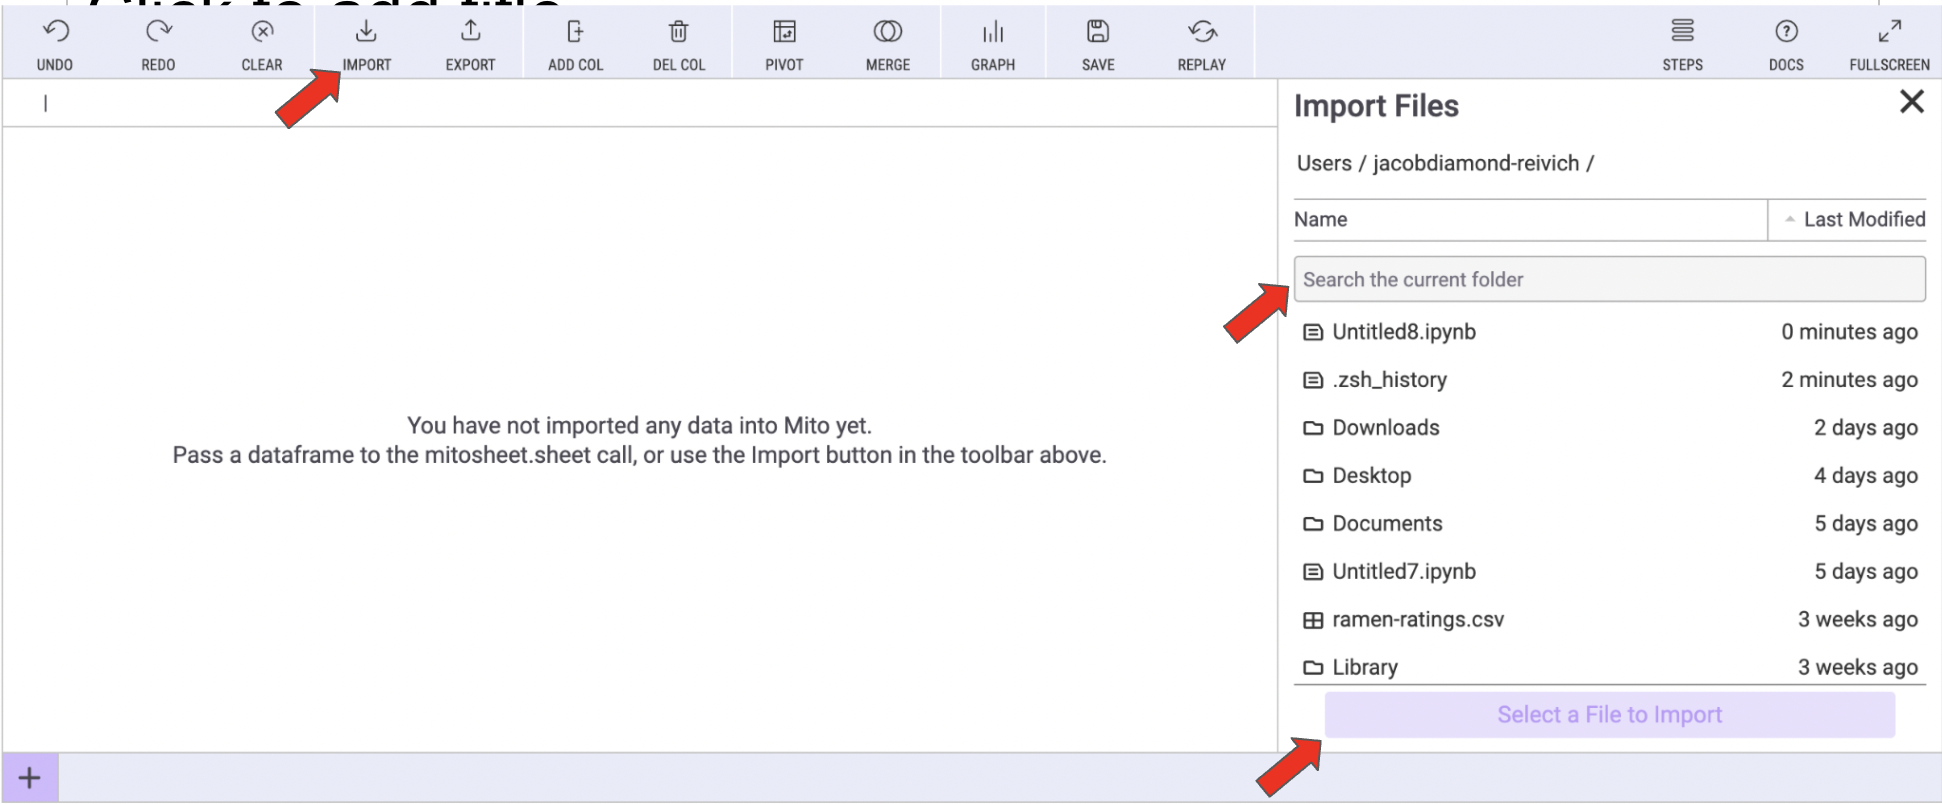 Click to add title
UNDO REDO CLEAR IMPORT EXPORT ADD COL DEL COL PIVOT MERGE GRAPH SAVE REPLAY STEPS DOCS FULLSCREEN
Import Files
Users / jacobdiamond-reivich /
Name Last Modified
Search the current folder
Untitled8.ipynb 0 minutes ago
.zsh_history 2 minutes ago
Downloads 2 days ago
Desktop 4 days ago
Documents 5 days ago
Untitled7.ipynb 5 days ago
ramen-ratings.csv 3 weeks ago
Library 3 weeks ago
Select a File to Import
You have not imported any data into Mito yet.
Pass a dataframe to the mitosheet.sheet call, or use the Import button in the toolbar above.